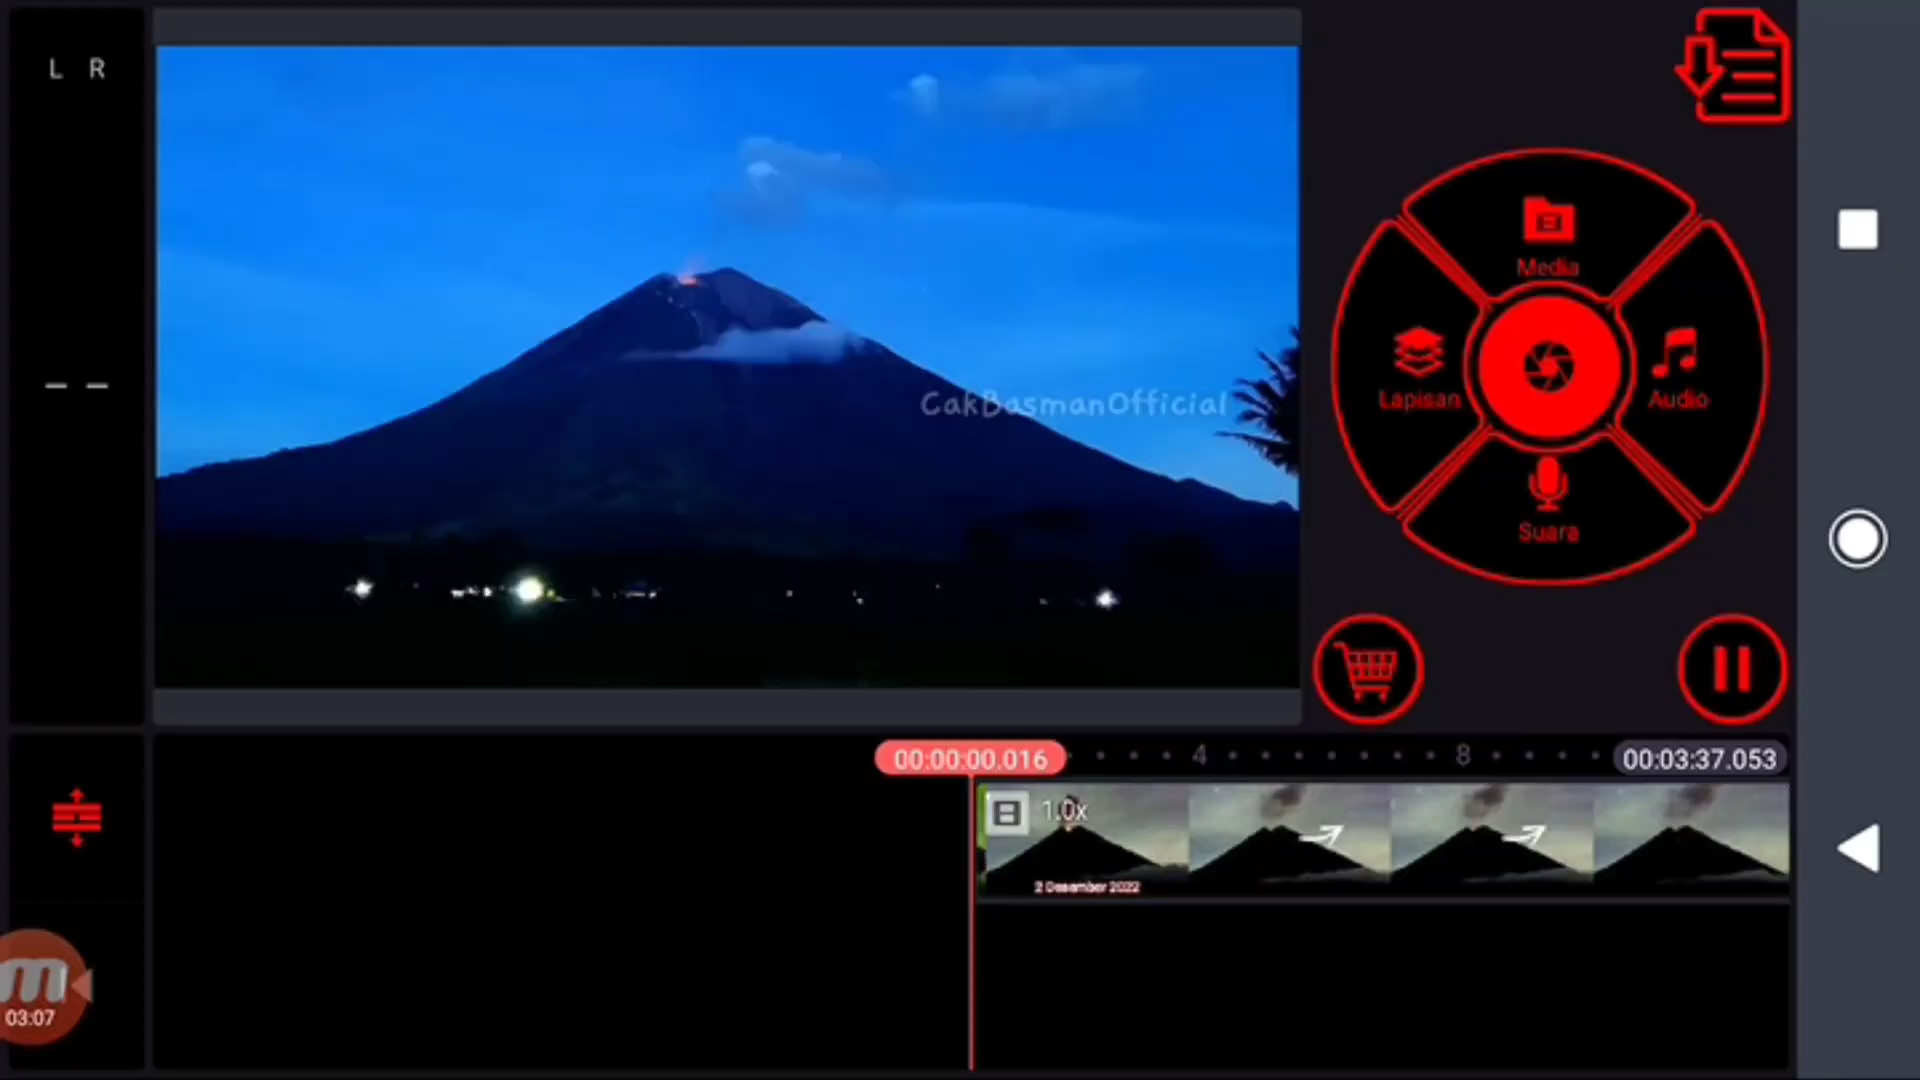 L R
Media
Lapisan
Audio
CakBasmanOfficial
Suara
00:00:00.016
4
8
00:03:37.053
1.0x
2 Desember 2022
03:07